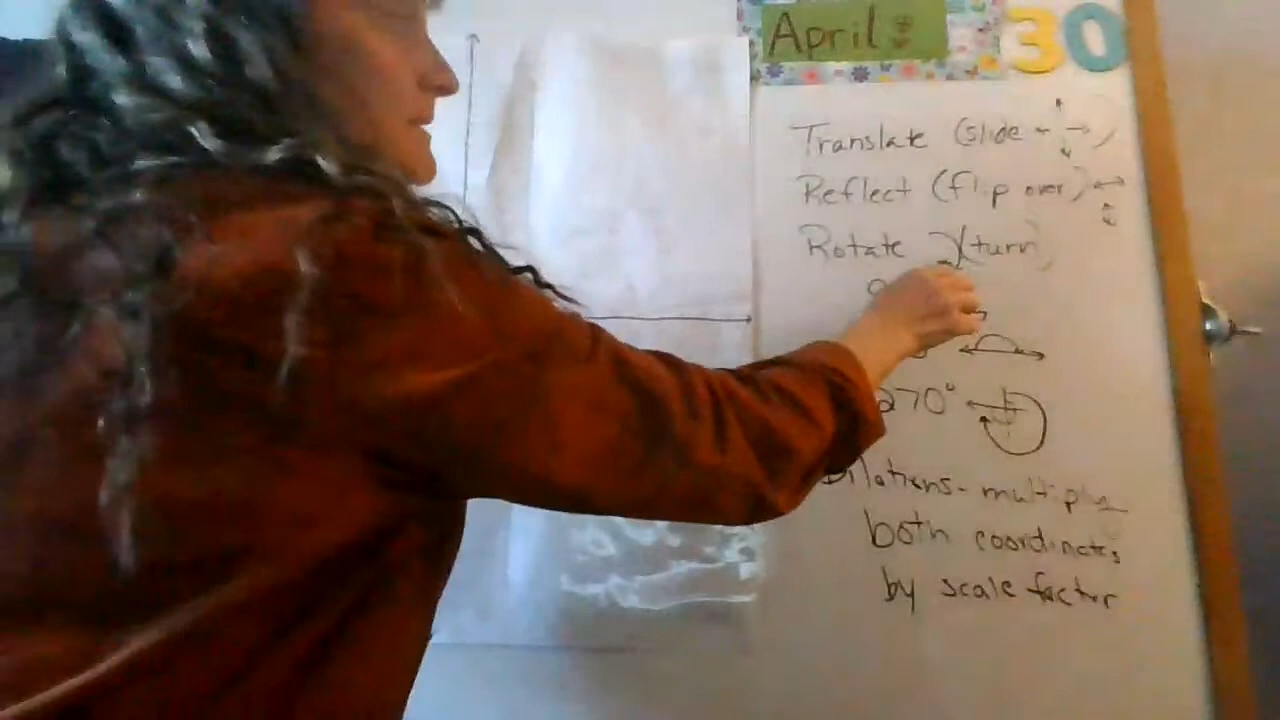 April 30
Translate (slide)
Reflect (flip over)
Rotate (turn)
270°
Dilations - multiply
both coordinates
by scale factor